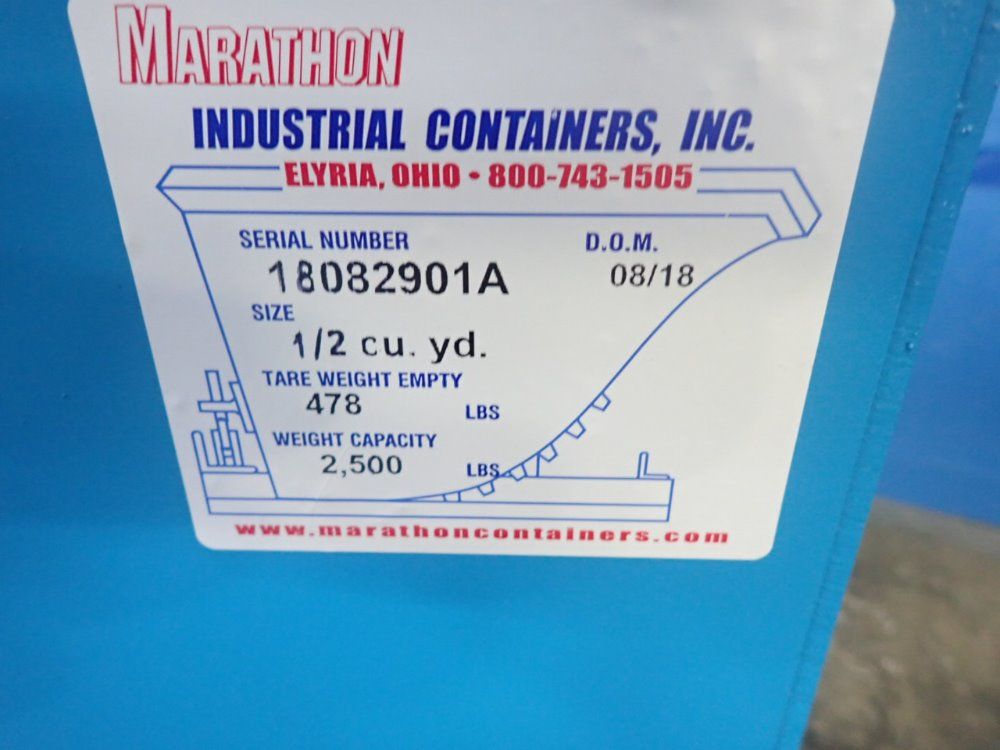 MARATHON
INDUSTRIAL CONTAINERS, INC.
ELYRIA, OHIO • 800-743-1505
SERIAL NUMBER D.O.M.
18082901A 08/18
SIZE
1/2 cu. yd.
TARE WEIGHT EMPTY
478 LBS
WEIGHT CAPACITY
2,500 LBS
www.marathoncontainers.com